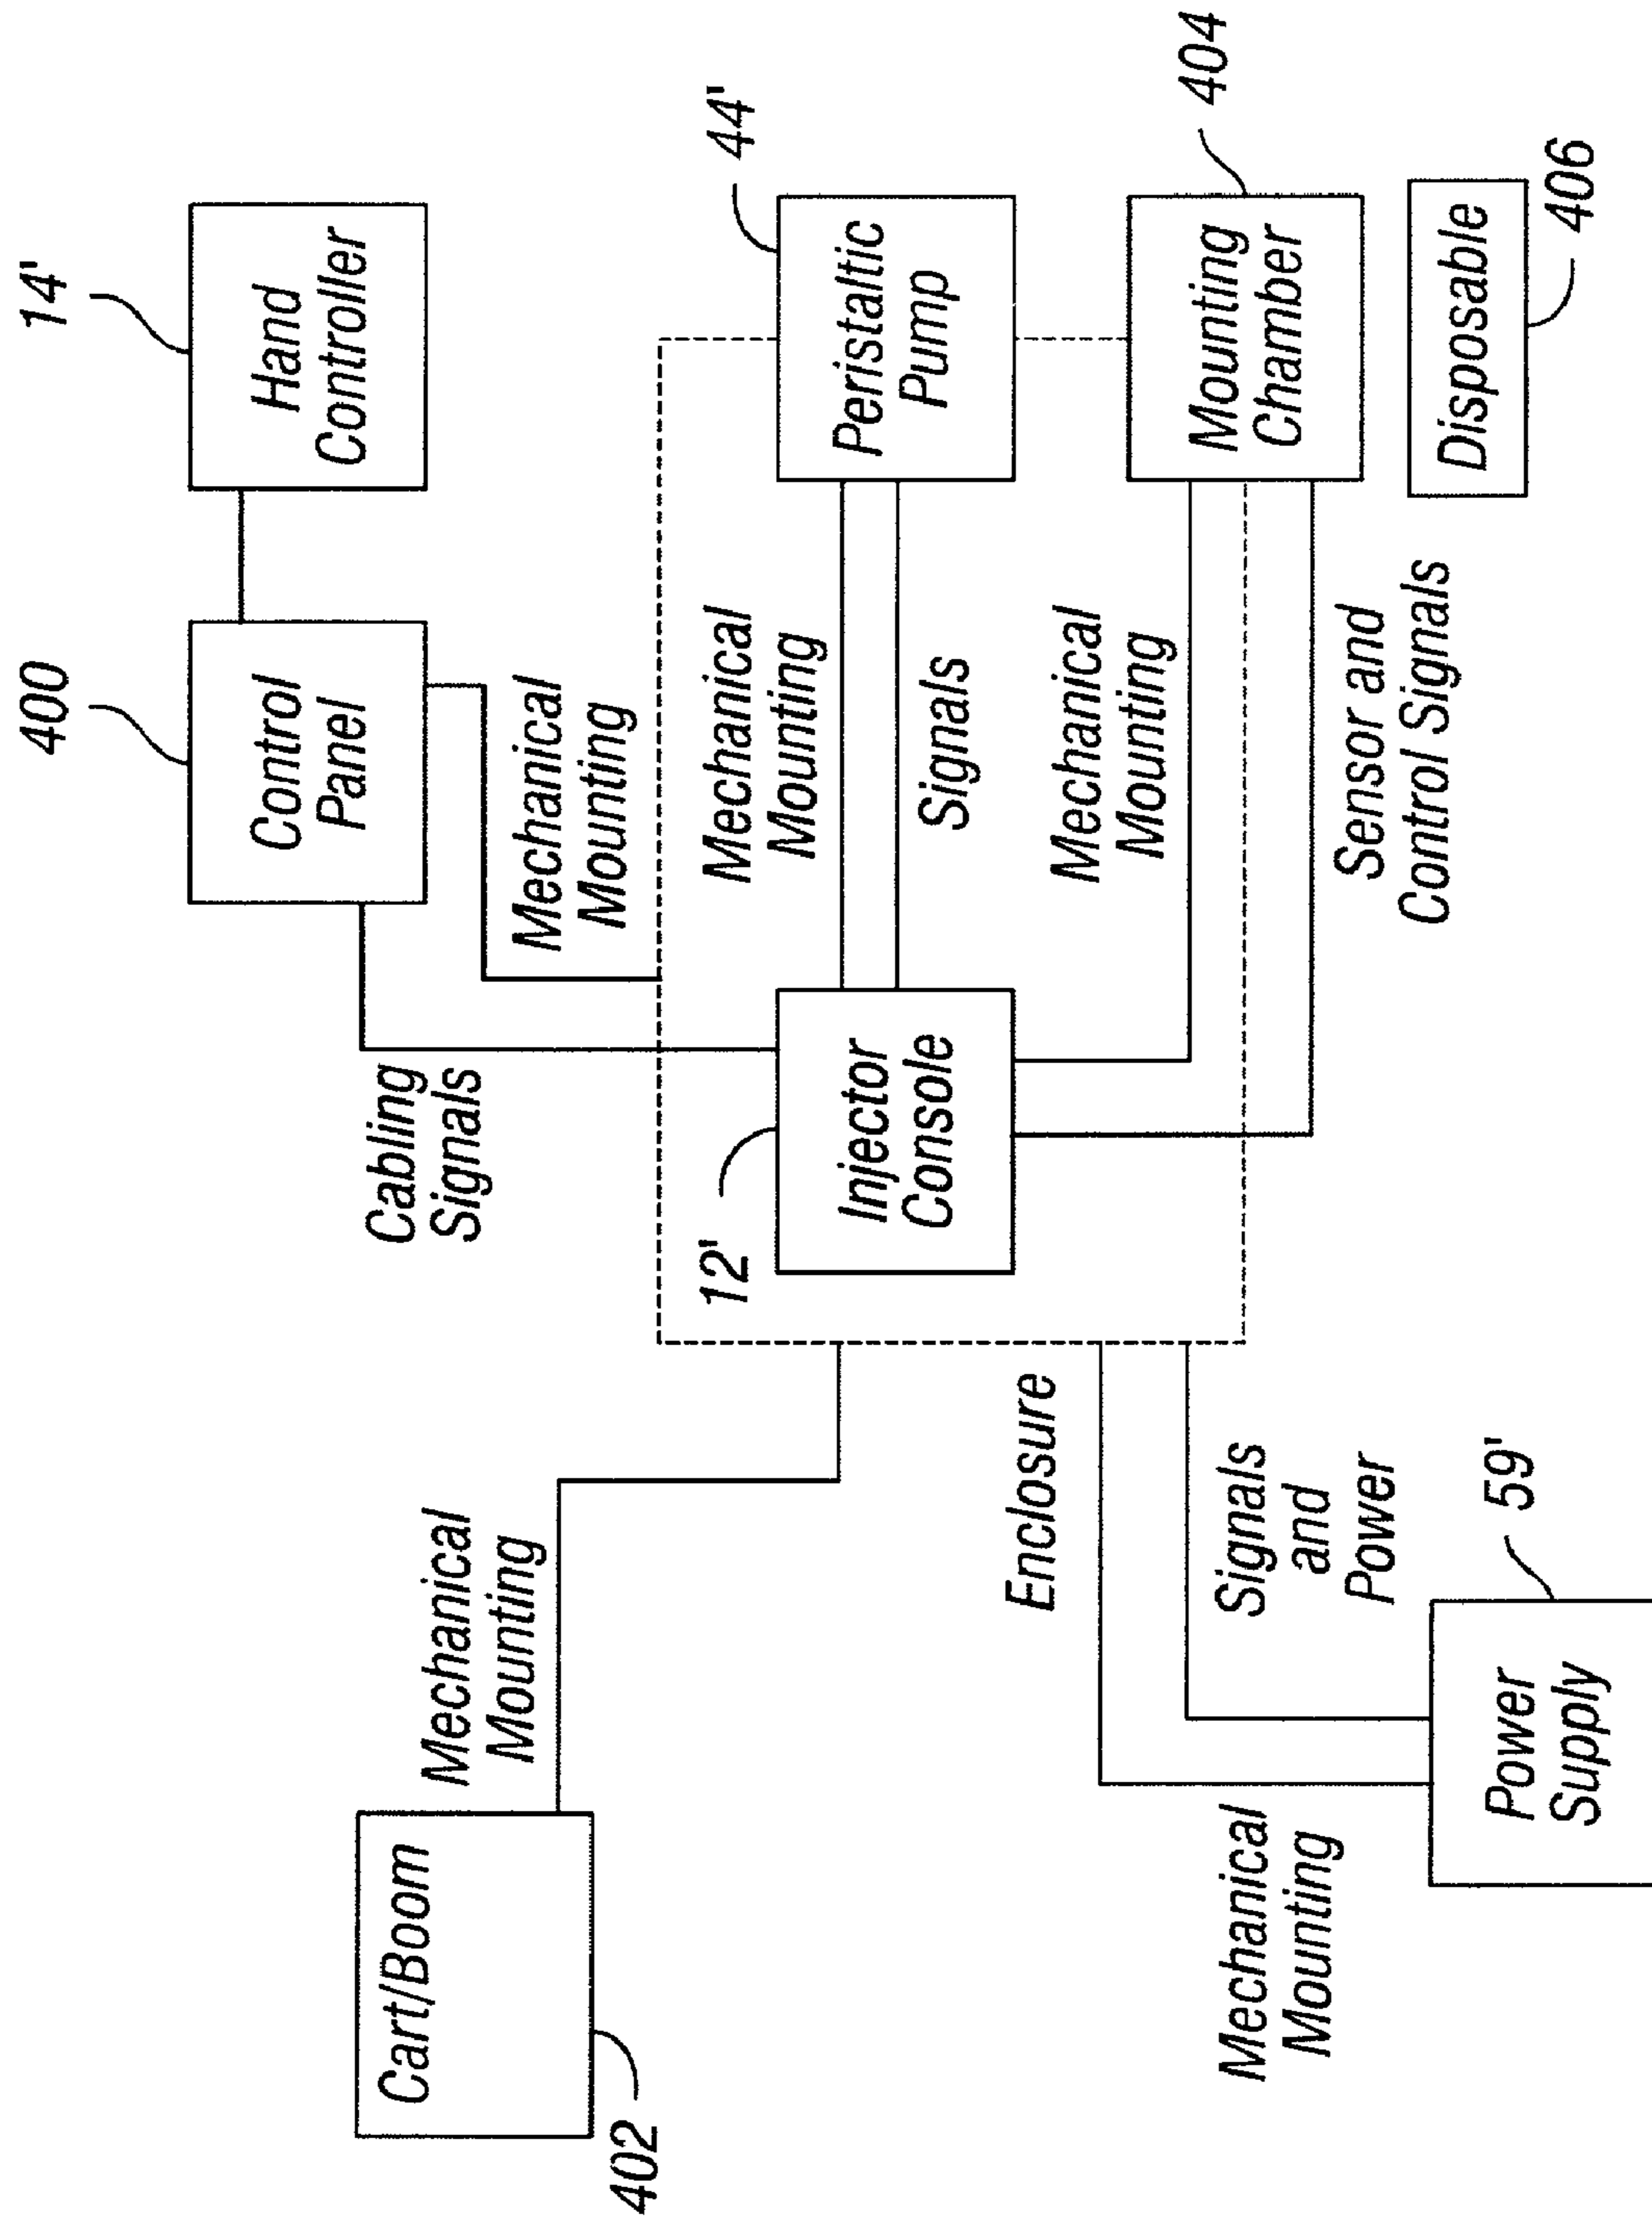 400
14'
Control
Panel
Hand
Controller
Cabling
Signals
Mechanical
Mounting
Cart/Boom
402
Mechanical
Mounting
12'
Injector
Console
Mechanical
Mounting
Signals
44'
Peristaltic
Pump
Mechanical
Mounting
404
Mounting
Chamber
Enclosure
Signals
and
Power
Mechanical
Mounting
Sensor and
Control Signals
Disposable
406
59'
Power
Supply